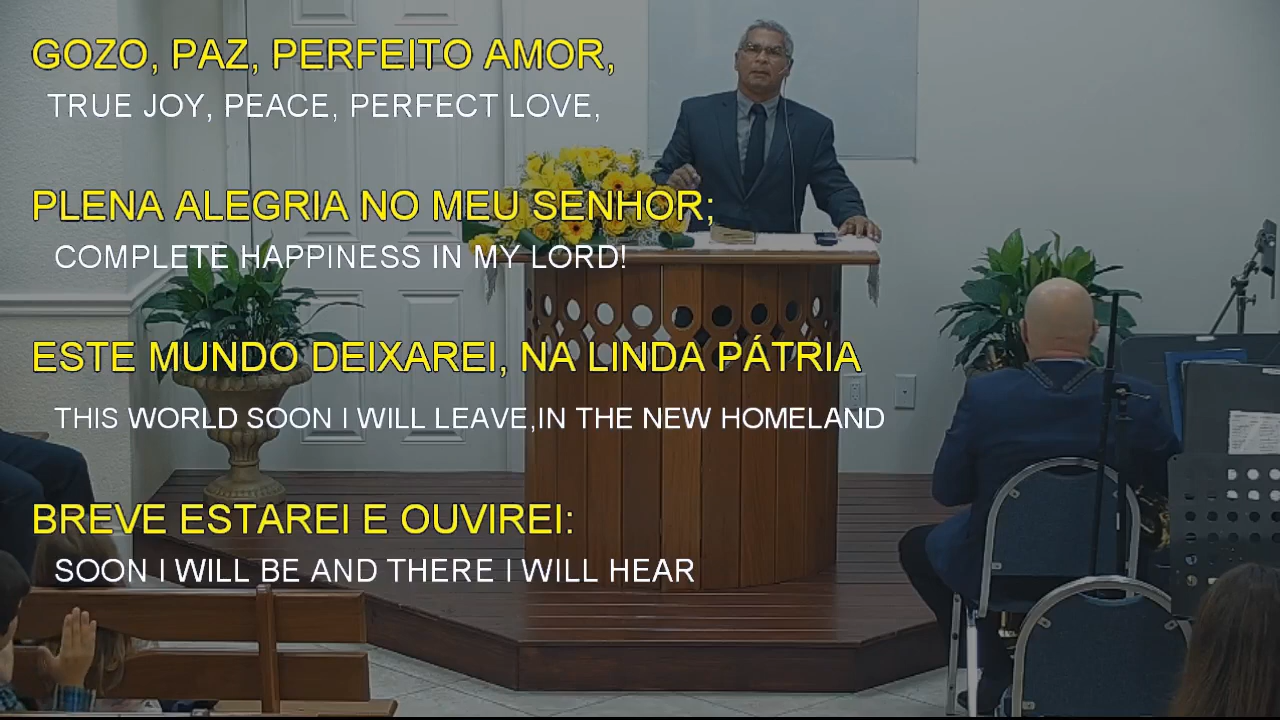 GOZO, PAZ, PERFEITO AMOR,
TRUE JOY, PEACE, PERFECT LOVE,
PLENA ALEGRIA NO MEU SENHOR;
COMPLETE HAPPINESS IN MY LORD!
ESTE MUNDO DEIXAREI, NA LINDA PÁTRIA
THIS WORLD SOON I WILL LEAVE,IN THE NEW HOMELAND
BREVE ESTAREI E OUVIREI:
SOON I WILL BE AND THERE I WILL HEAR